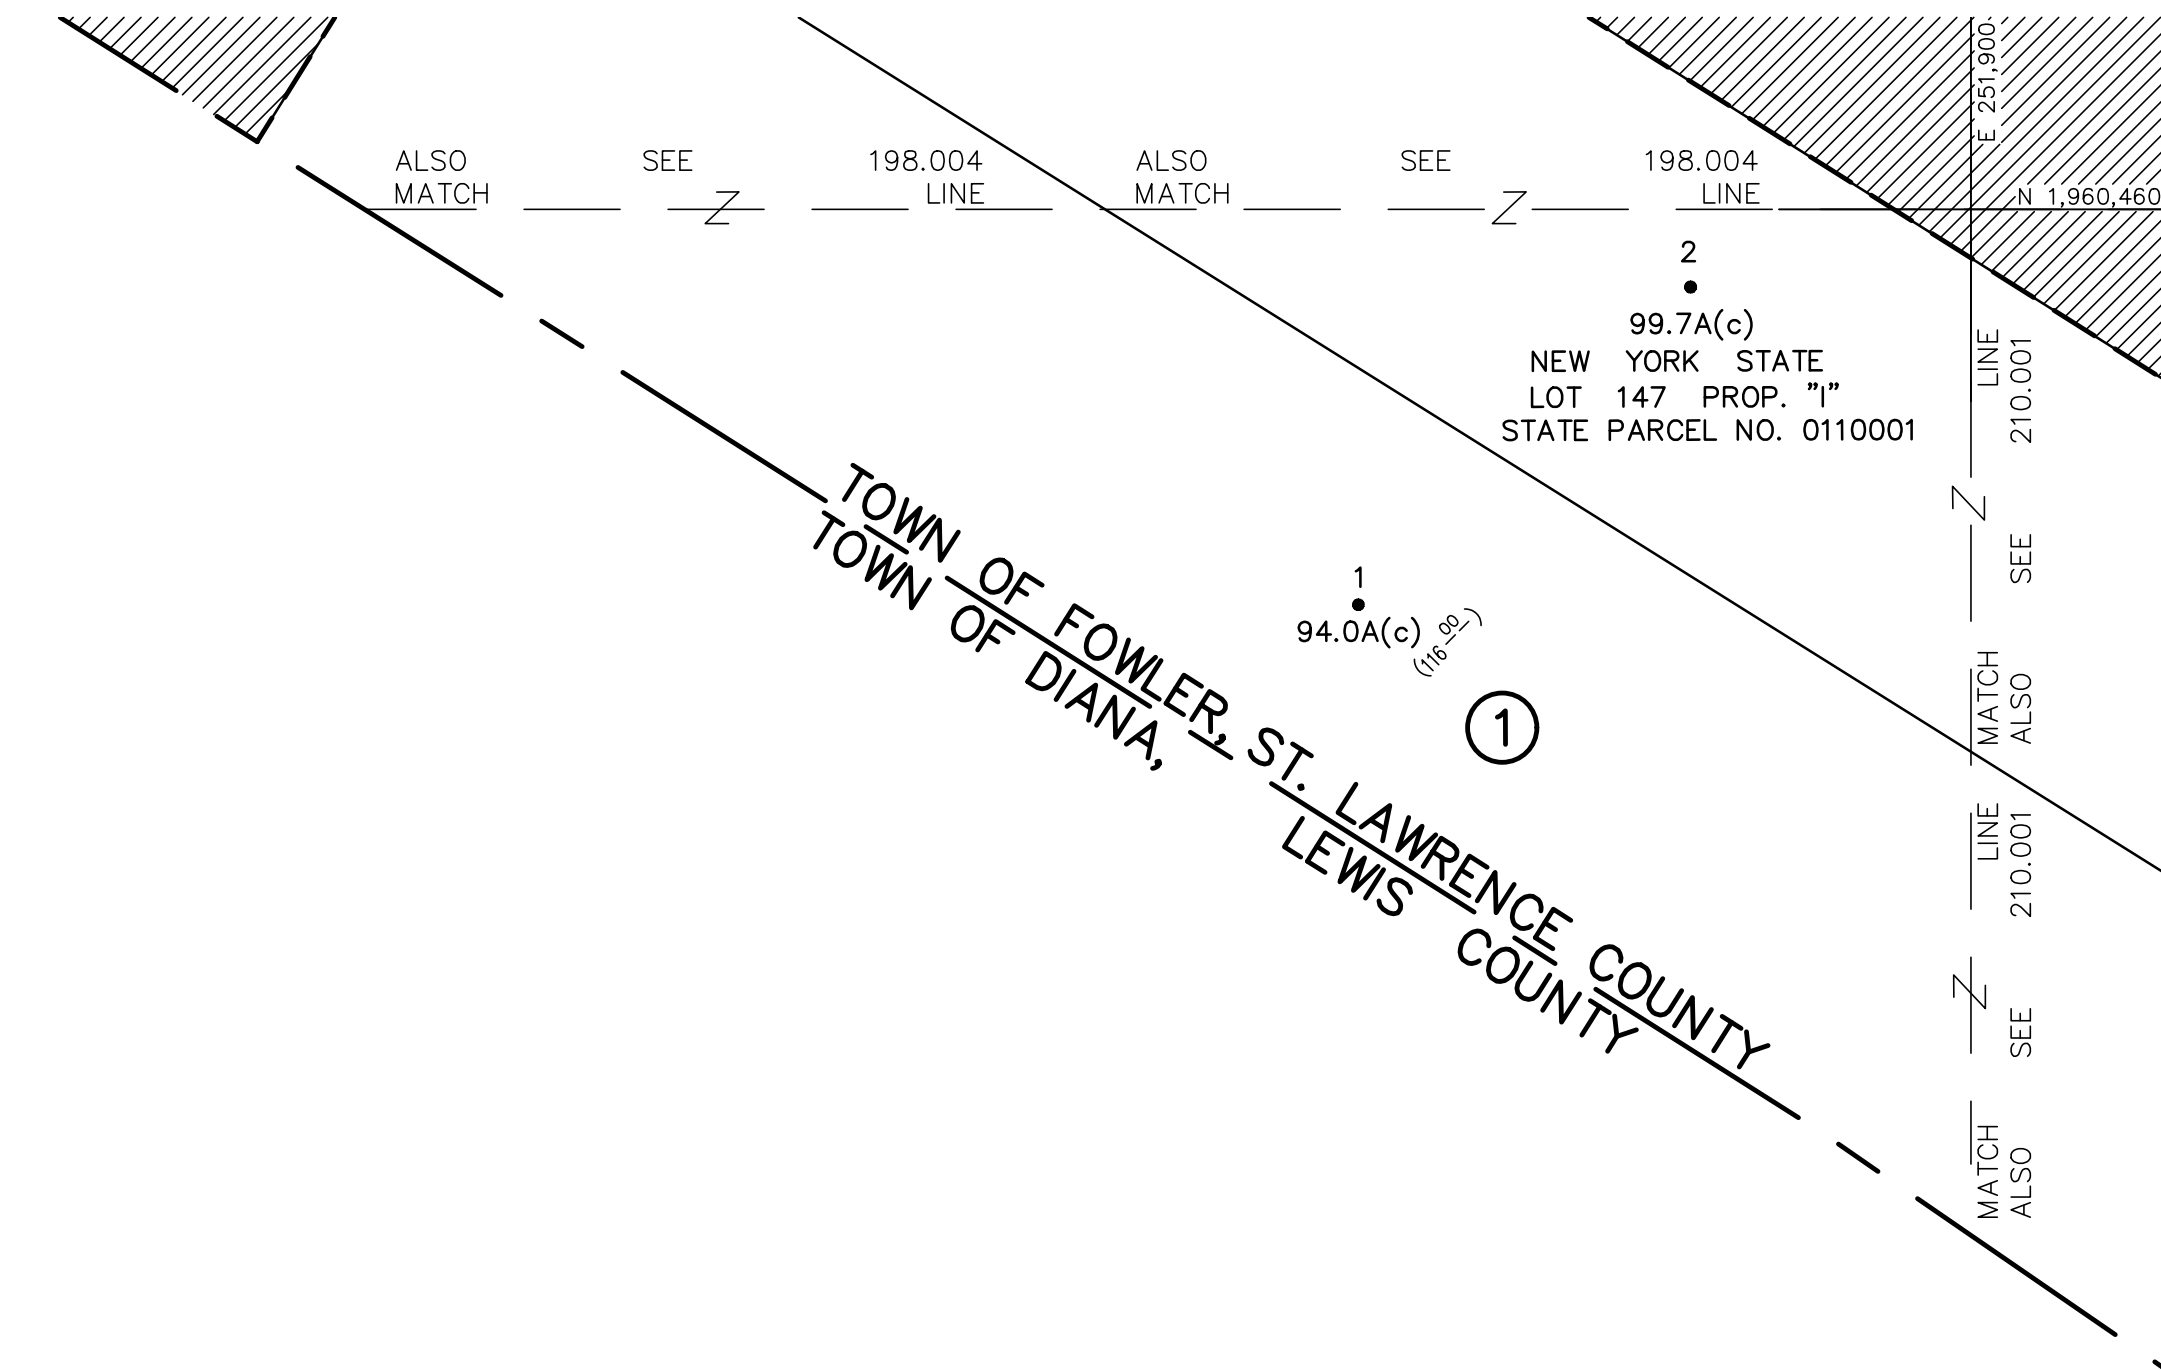 E 251,900
ALSO SEE 198.004 ALSO SEE 198.004
MATCH LINE MATCH LINE
N 1,960,460
2
99.7A(c)
NEW YORK STATE
LOT 147 PROP. "I"
STATE PARCEL NO. 0110001
MATCH LINE
ALSO SEE 210.001
TOWN OF FOWLER, ST. LAWRENCE COUNTY
TOWN OF DIANA, LEWIS COUNTY
1
94.0A(c)
(116-00-)
1
MATCH LINE
ALSO SEE 210.001